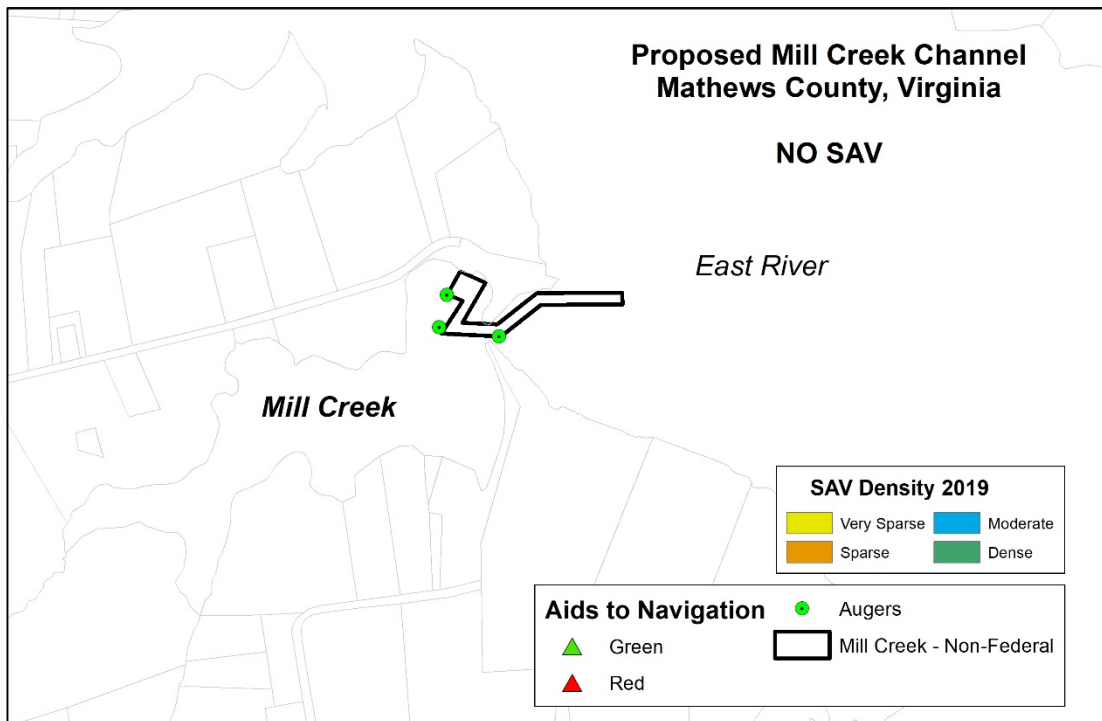 Proposed Mill Creek Channel
Mathews County, Virginia
NO SAV
East River
Mill Creek
SAV Density 2019
Very Sparse
Moderate
Sparse
Dense
Aids to Navigation
Augers
Green
Mill Creek - Non-Federal
Red